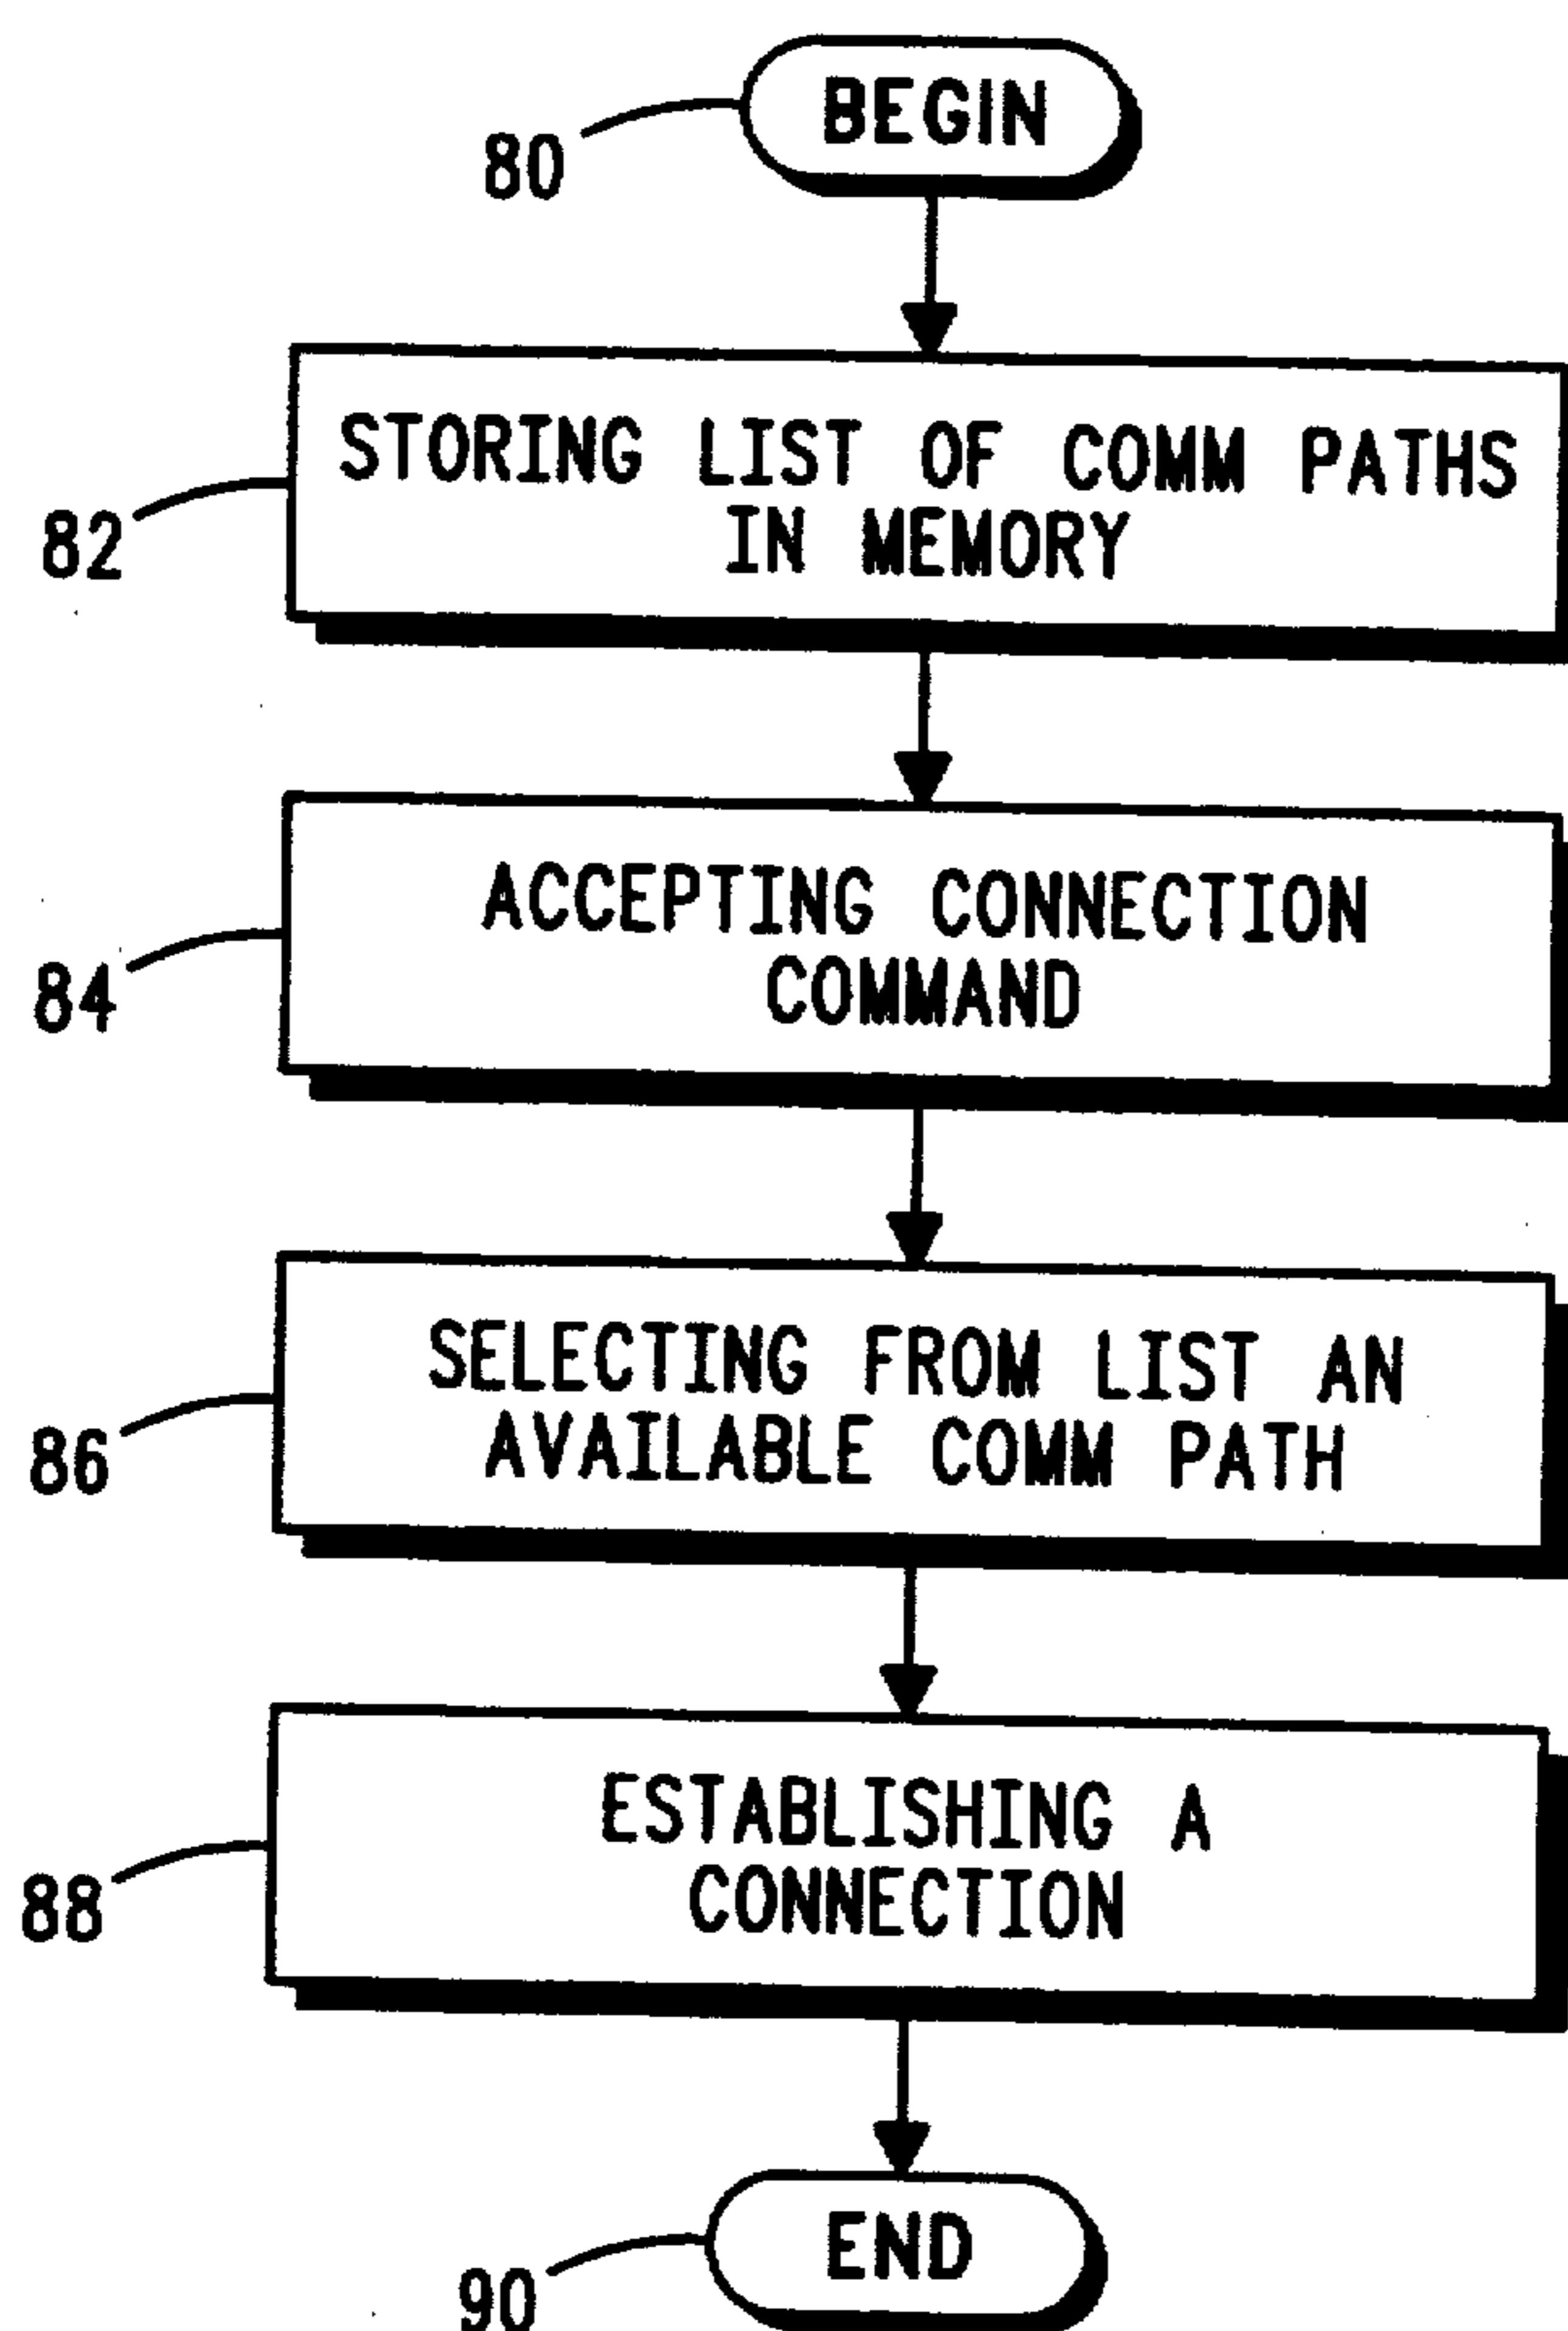 BEGIN
80
STORING LIST OF COMM PATHS
IN MEMORY
82
ACCEPTING CONNECTION
COMMAND
84
SELECTING FROM LIST AN
AVAILABLE COMM PATH
86
ESTABLISHING A
CONNECTION
88
END
90